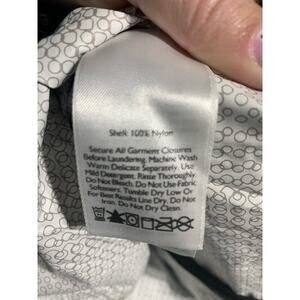 Shell: 100% Nylon
Secure All Garment Closures
Before Laundering. Machine Wash
Warm Delicate Separately. Use
Mild Detergent. Rinse Thoroughly.
Do Not Bleach. Do Not Use Fabric
Softeners. Tumble Dry Low Or
For Best Results Line Dry. Do Not
Iron. Do Not Dry Clean.